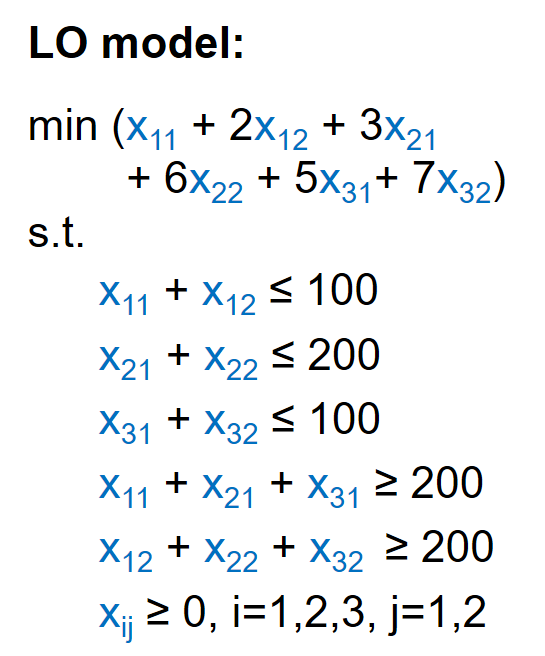 LO model:
min (x₁₁ + 2x₁₂ + 3x₂₁
+ 6x₂₂ + 5x₃₁+ 7x₃₂)
s.t.
x₁₁ + x₁₂ ≤ 100
x₂₁ + x₂₂ ≤ 200
x₃₁ + x₃₂ ≤ 100
x₁₁ + x₂₁ + x₃₁ ≥ 200
x₁₂ + x₂₂ + x₃₂ ≥ 200
xᵢⱼ ≥ 0, i=1,2,3, j=1,2